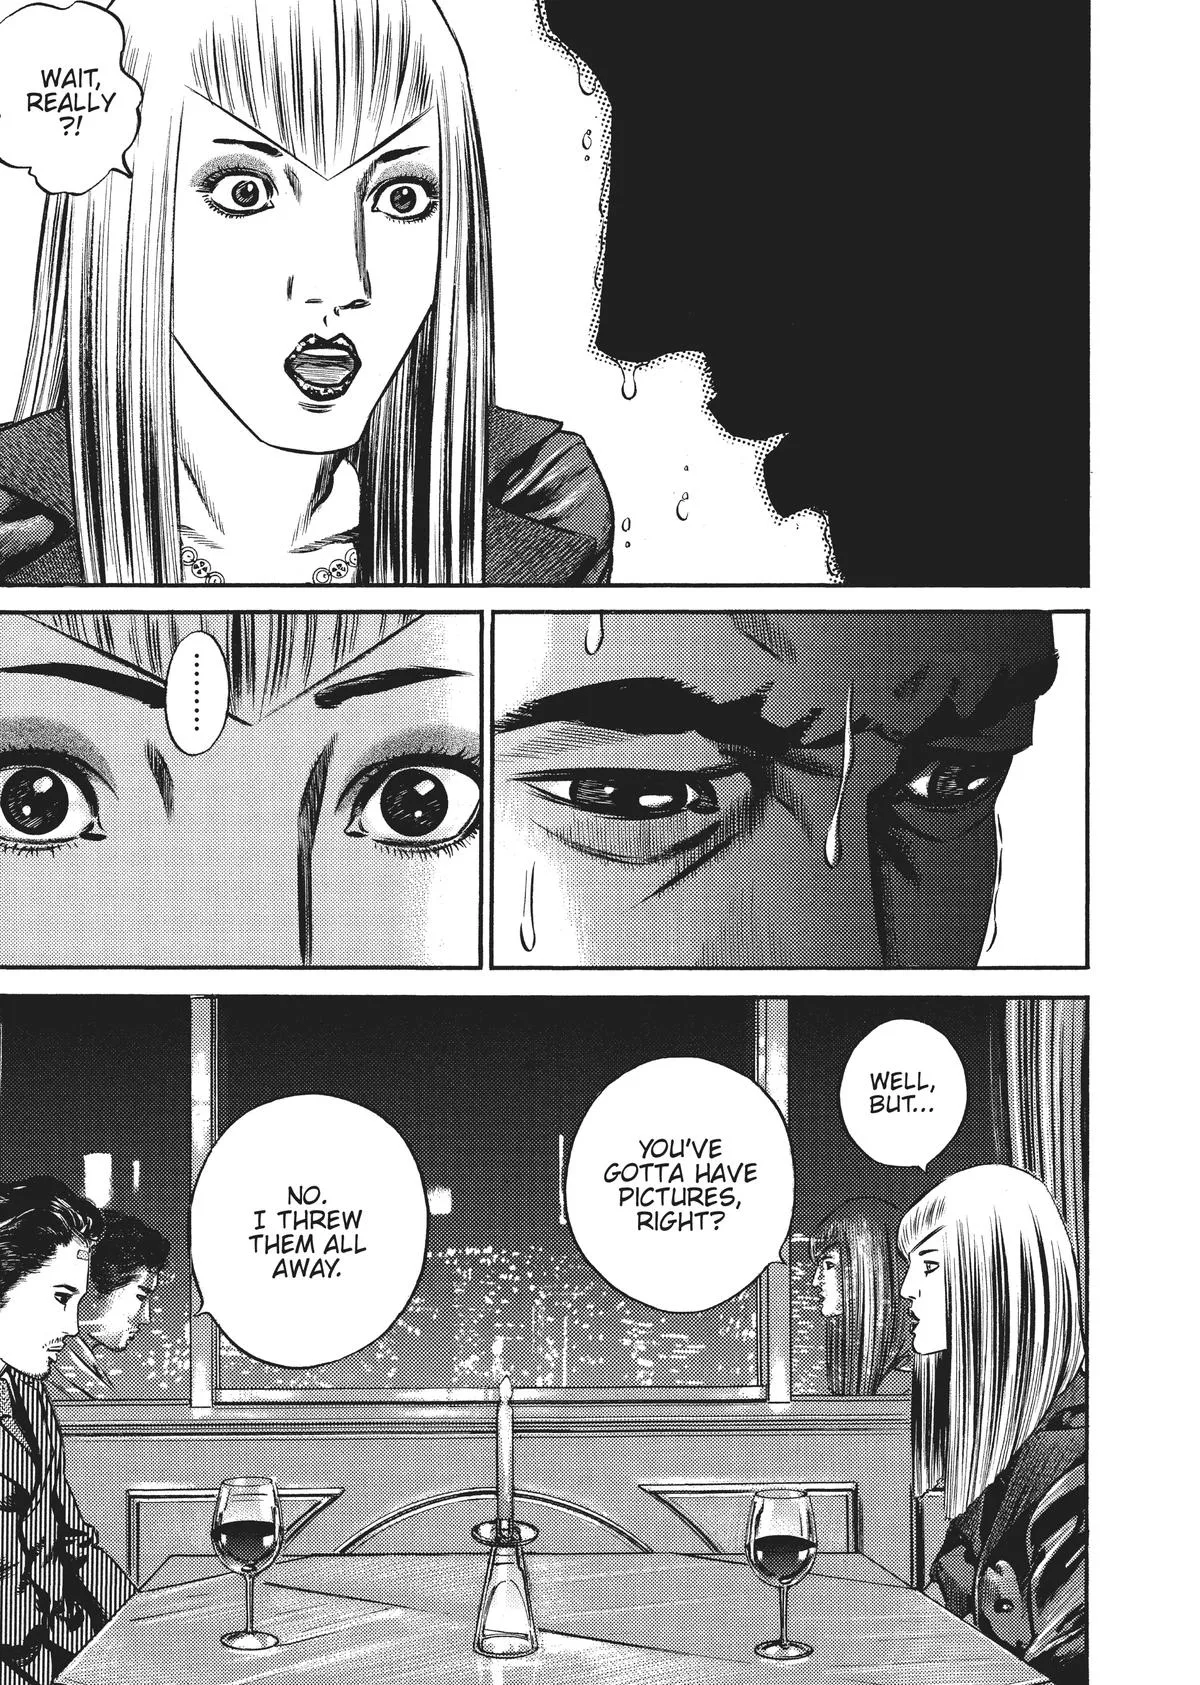 WAIT,
REALLY
?!
.........
WELL,
BUT...
YOU'VE
GOTTA HAVE
PICTURES,
RIGHT?
NO.
I THREW
THEM ALL
AWAY.